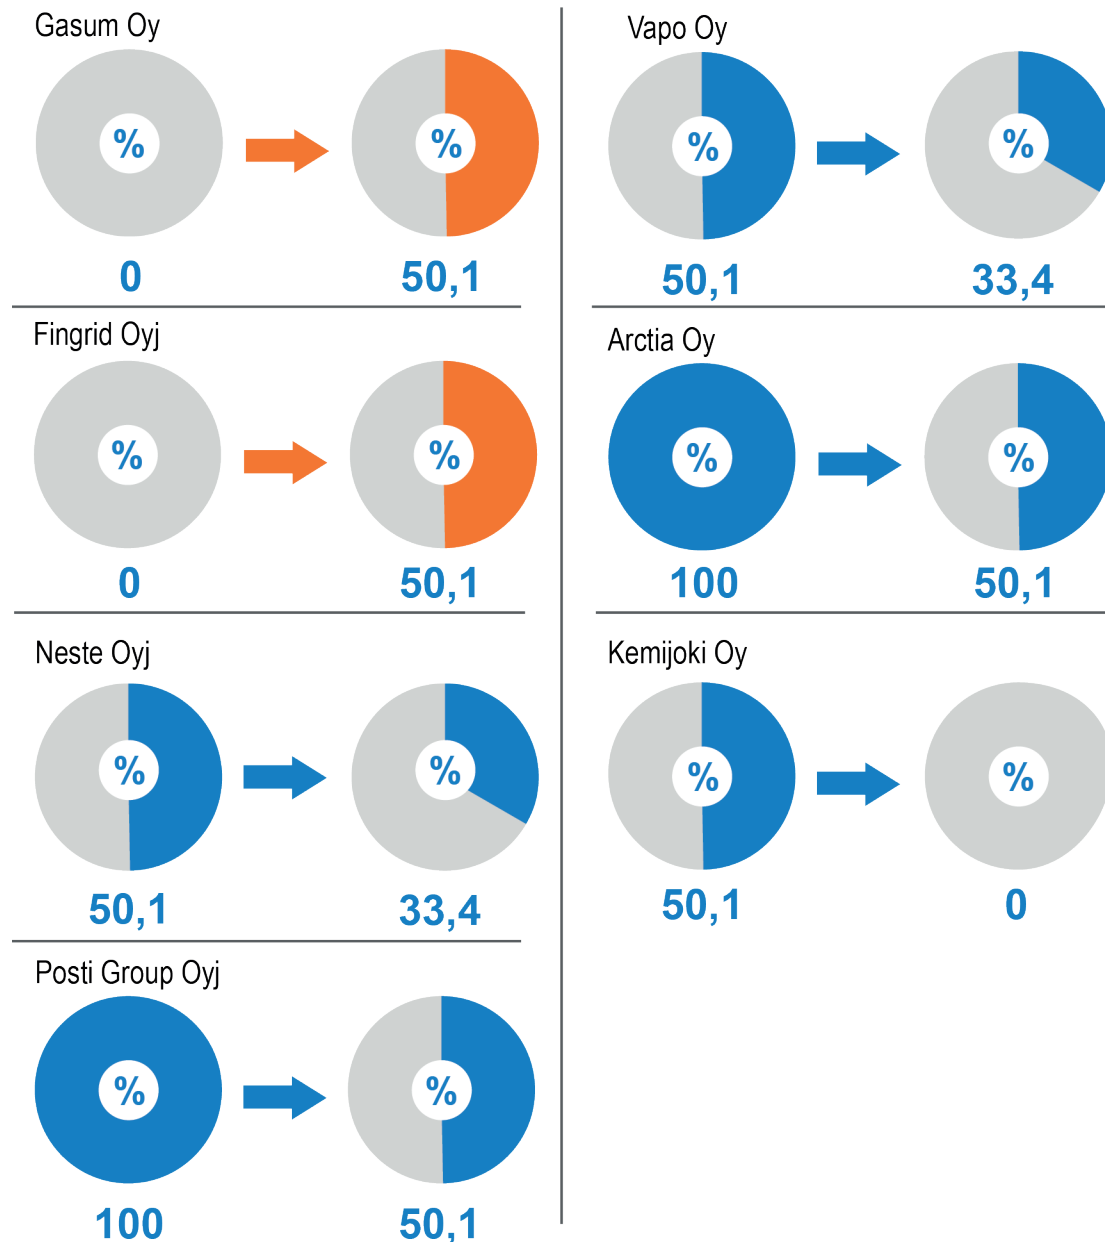 Gasum Oy
% %
0 50,1
Fingrid Oyj
% %
0 50,1
Neste Oyj
% %
50,1 33,4
Posti Group Oyj
% %
100 50,1
Vapo Oy
% %
50,1 33,4
Arctia Oy
% %
100 50,1
Kemijoki Oy
% %
50,1 0